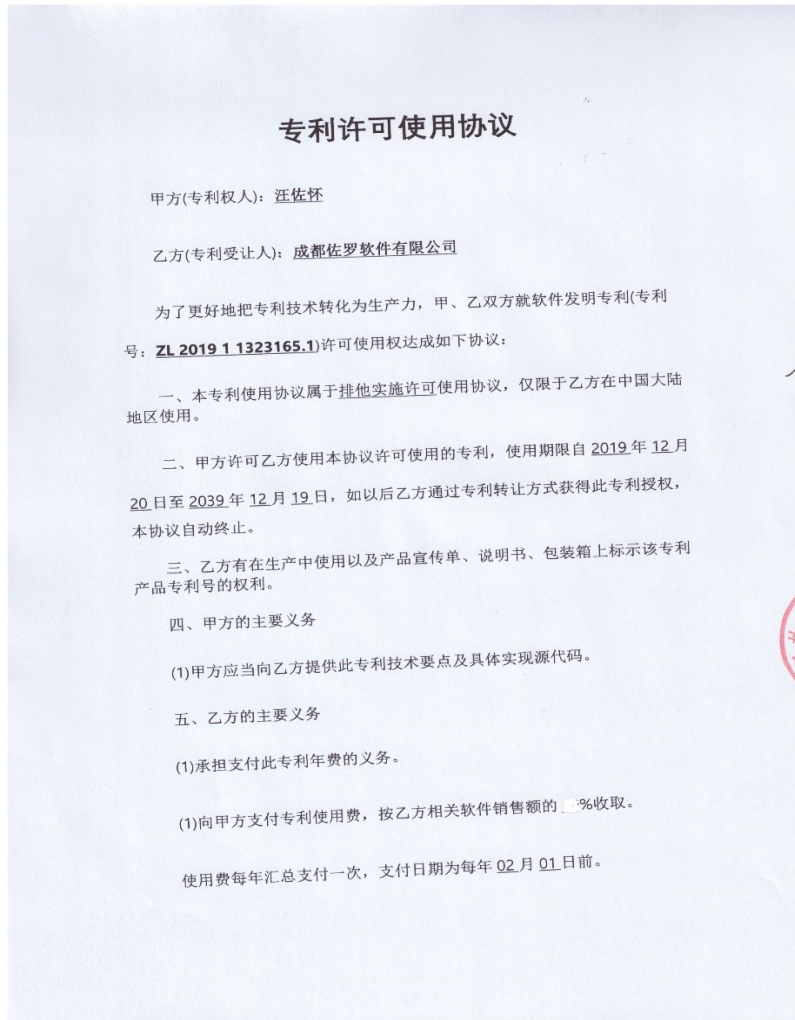 专利许可使用协议
甲方(专利权人)：汪佐怀
乙方(专利受让人)：成都佐罗软件有限公司
为了更好地把专利技术转化为生产力，甲、乙双方就软件发明专利(专利
号：ZL 2019 1 1323165.1)许可使用权达成如下协议：
一、本专利使用协议属于排他实施许可使用协议，仅限于乙方在中国大陆
地区使用。
二、甲方许可乙方使用本协议许可使用的专利，使用期限自 2019 年 12 月
20 日至 2039 年 12 月 19 日，如以后乙方通过专利转让方式获得此专利授权，
本协议自动终止。
三、乙方有在生产中使用以及产品宣传单、说明书、包装箱上标示该专利
产品专利号的权利。
四、甲方的主要义务
(1)甲方应当向乙方提供此专利技术要点及具体实现源代码。
五、乙方的主要义务
(1)承担支付此专利年费的义务。
(1)向甲方支付专利使用费，按乙方相关软件销售额的 %收取。
使用费每年汇总支付一次，支付日期为每年 02 月 01 日前。